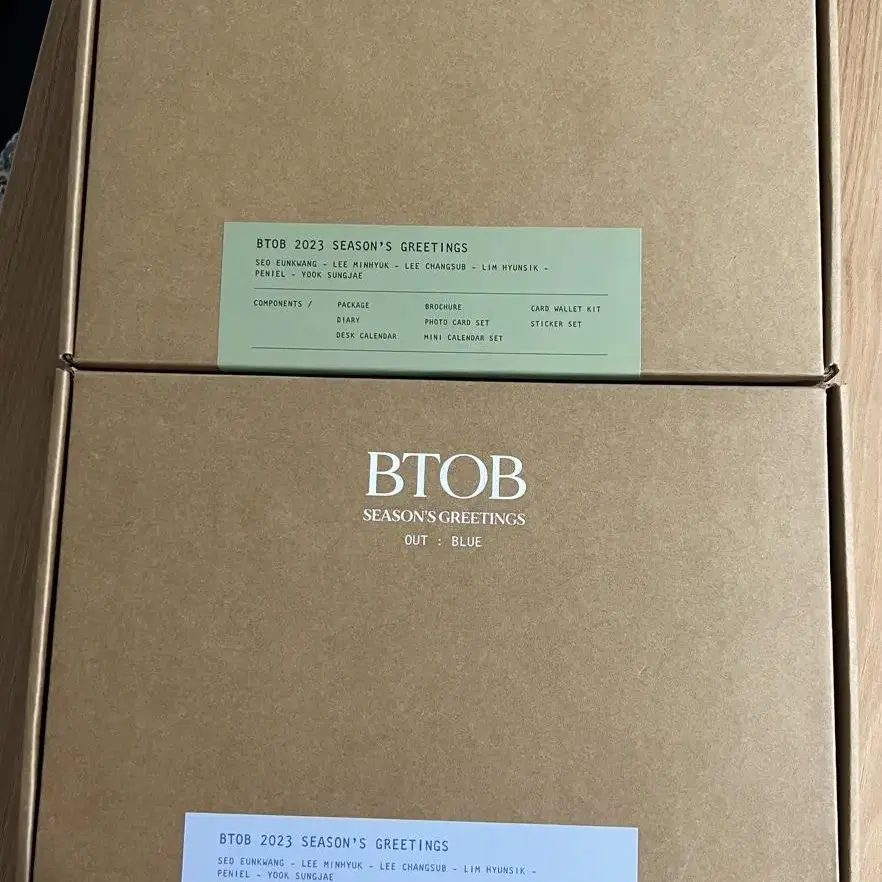 BTOB 2023 SEASON'S GREETINGS
SEO EUNKWANG - LEE MINHYUK - LEE CHANGSUB - LIM HYUNSIK -
PENIEL - YOOK SUNGJAE
COMPONENTS / PACKAGE BROCHURE CARD WALLET KIT
DIARY PHOTO CARD SET STICKER SET
DESK CALENDAR MINI CALENDAR SET
BTOB
SEASON'S GREETINGS
OUT : BLUE
BTOB 2023 SEASON'S GREETINGS
SEO EUNKWANG - LEE MINHYUK - LEE CHANGSUB - LIM HYUNSIK -
PENIEL - YOOK SUNGJAE